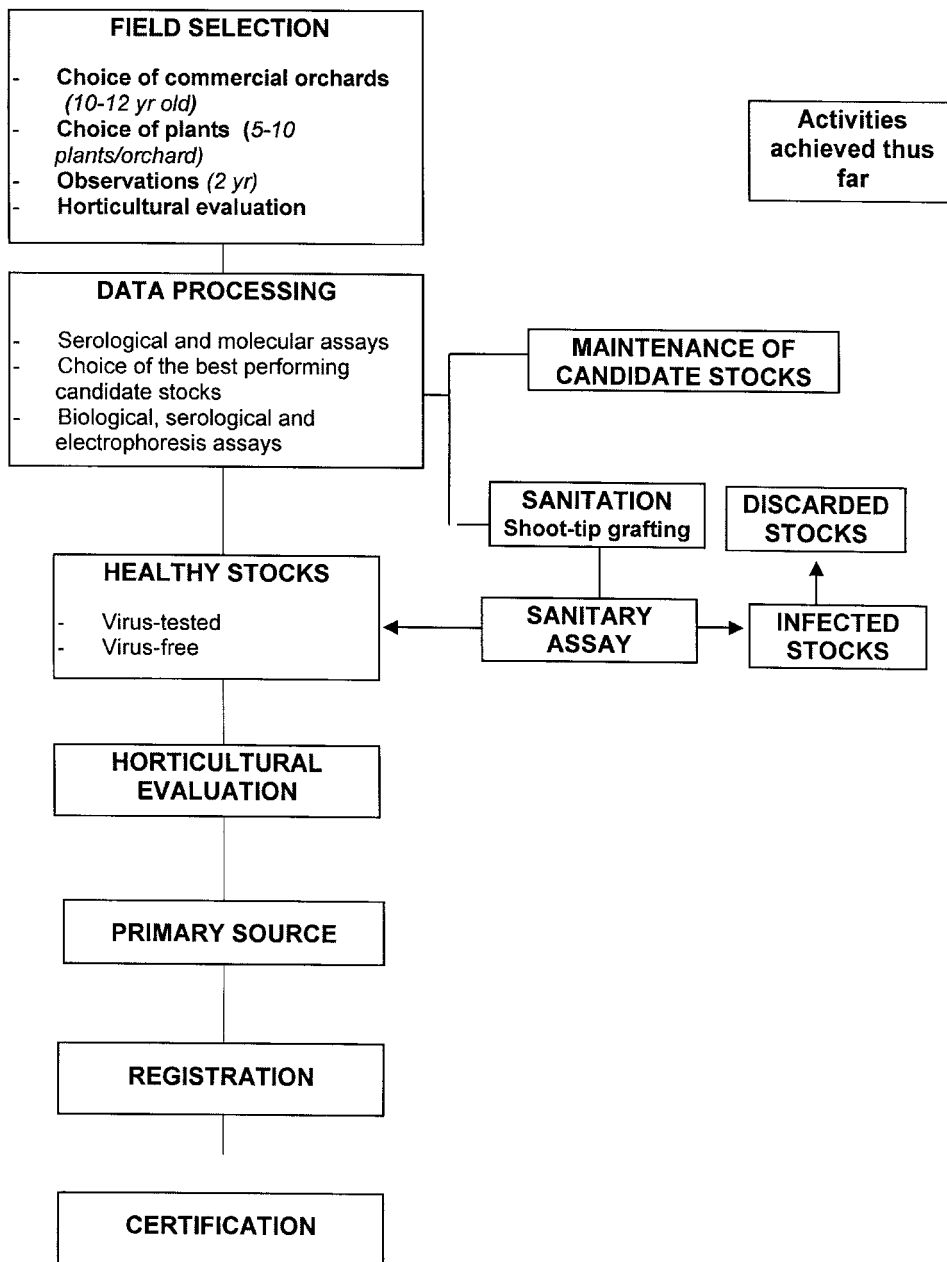 FIELD SELECTION
- Choice of commercial orchards
(10-12 yr old)
- Choice of plants (5-10
plants/orchard)
- Observations (2 yr)
- Horticultural evaluation
Activities
achieved thus
far
DATA PROCESSING
- Serological and molecular assays
- Choice of the best performing
candidate stocks
- Biological, serological and
electrophoresis assays
MAINTENANCE OF
CANDIDATE STOCKS
SANITATION
Shoot-tip grafting
DISCARDED
STOCKS
HEALTHY STOCKS
- Virus-tested
- Virus-free
SANITARY
ASSAY
INFECTED
STOCKS
HORTICULTURAL
EVALUATION
PRIMARY SOURCE
REGISTRATION
CERTIFICATION